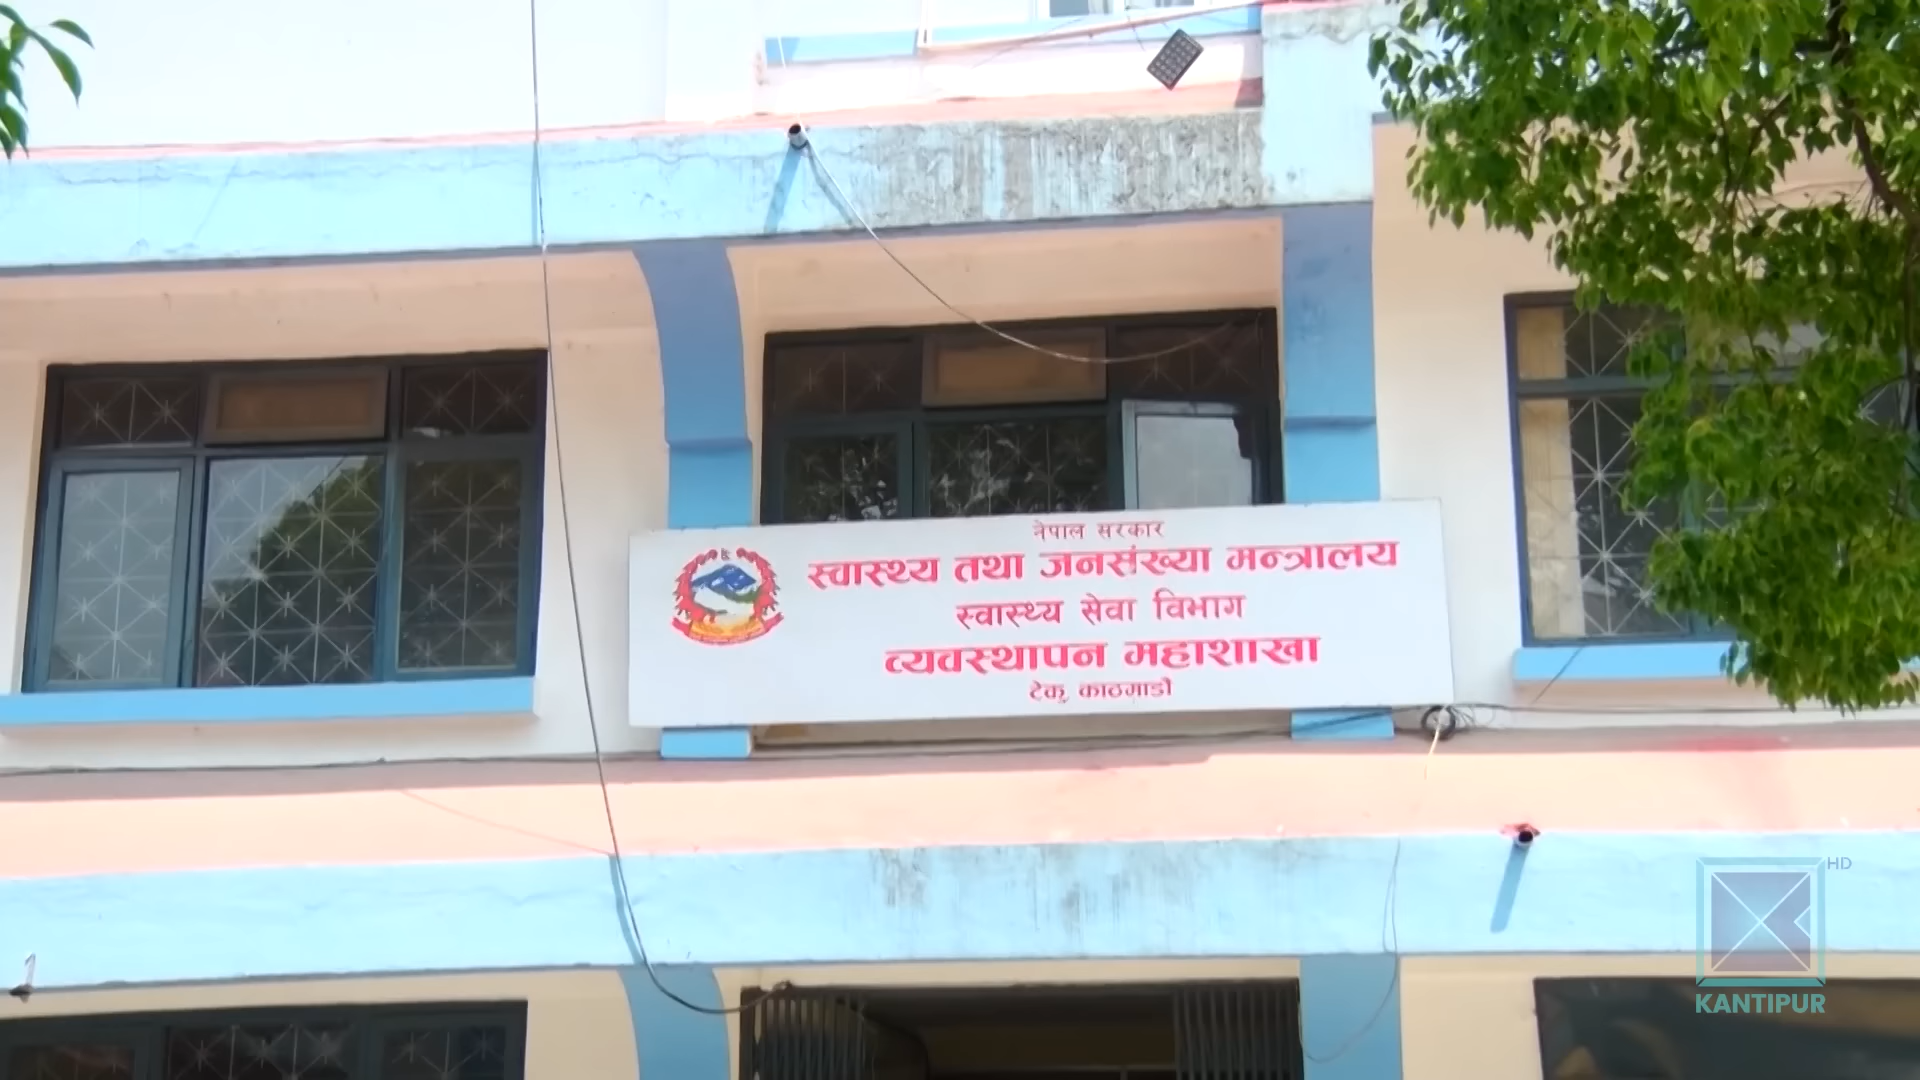 नेपाल सरकार
स्वास्थ्य तथा जनसंख्या मन्त्रालय
स्वास्थ्य सेवा विभाग
व्यवस्थापन महाशाखा
टेकु, काठमाडौं
HD
KANTIPUR